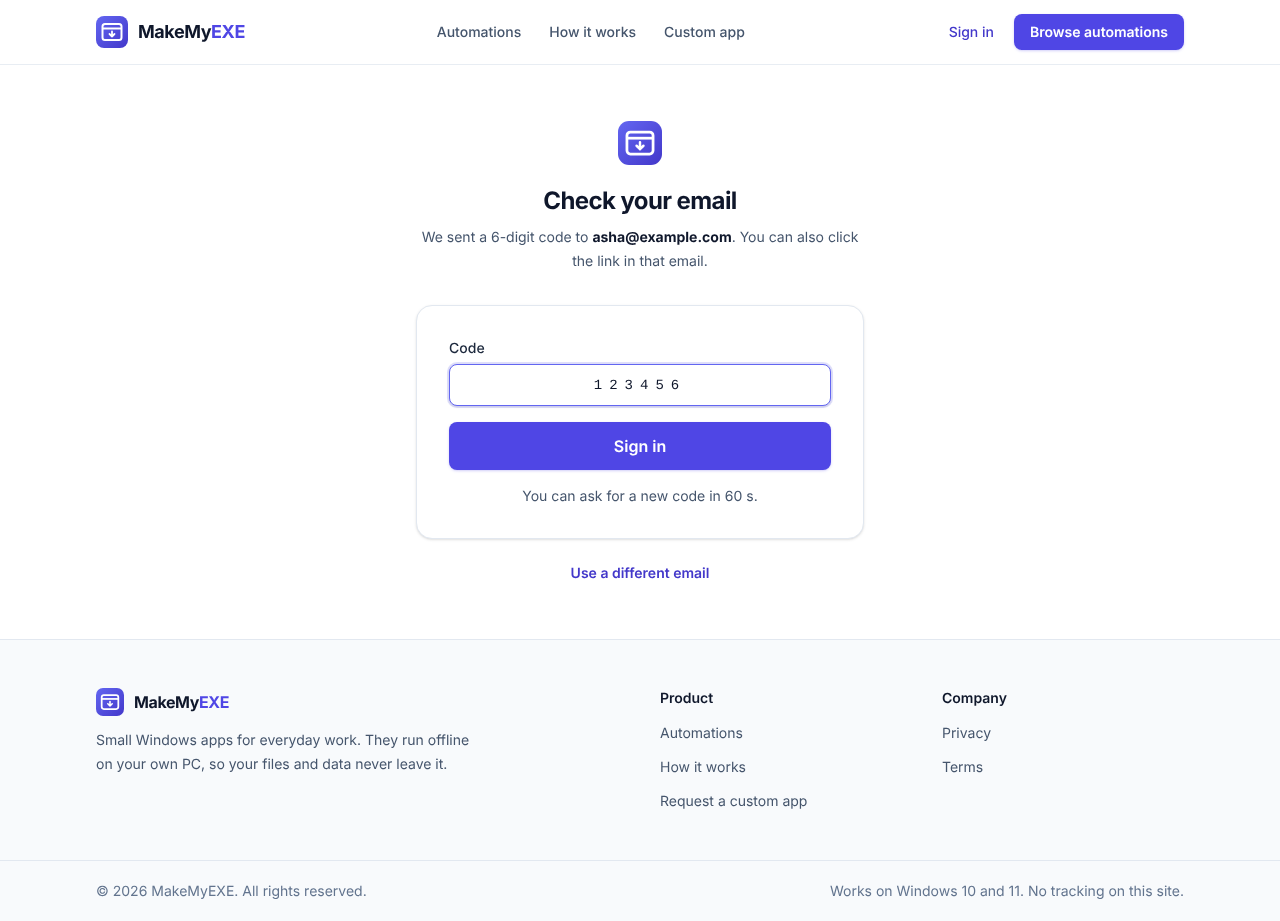 MakeMyEXE
Automations
How it works
Custom app
Sign in
Browse automations
Check your email
We sent a 6-digit code to asha@example.com. You can also click
the link in that email.
Code
1 2 3 4 5 6
Sign in
You can ask for a new code in 60 s.
Use a different email
MakeMyEXE
Small Windows apps for everyday work. They run offline
on your own PC, so your files and data never leave it.
Product
Automations
How it works
Request a custom app
Company
Privacy
Terms
© 2026 MakeMyEXE. All rights reserved.
Works on Windows 10 and 11. No tracking on this site.